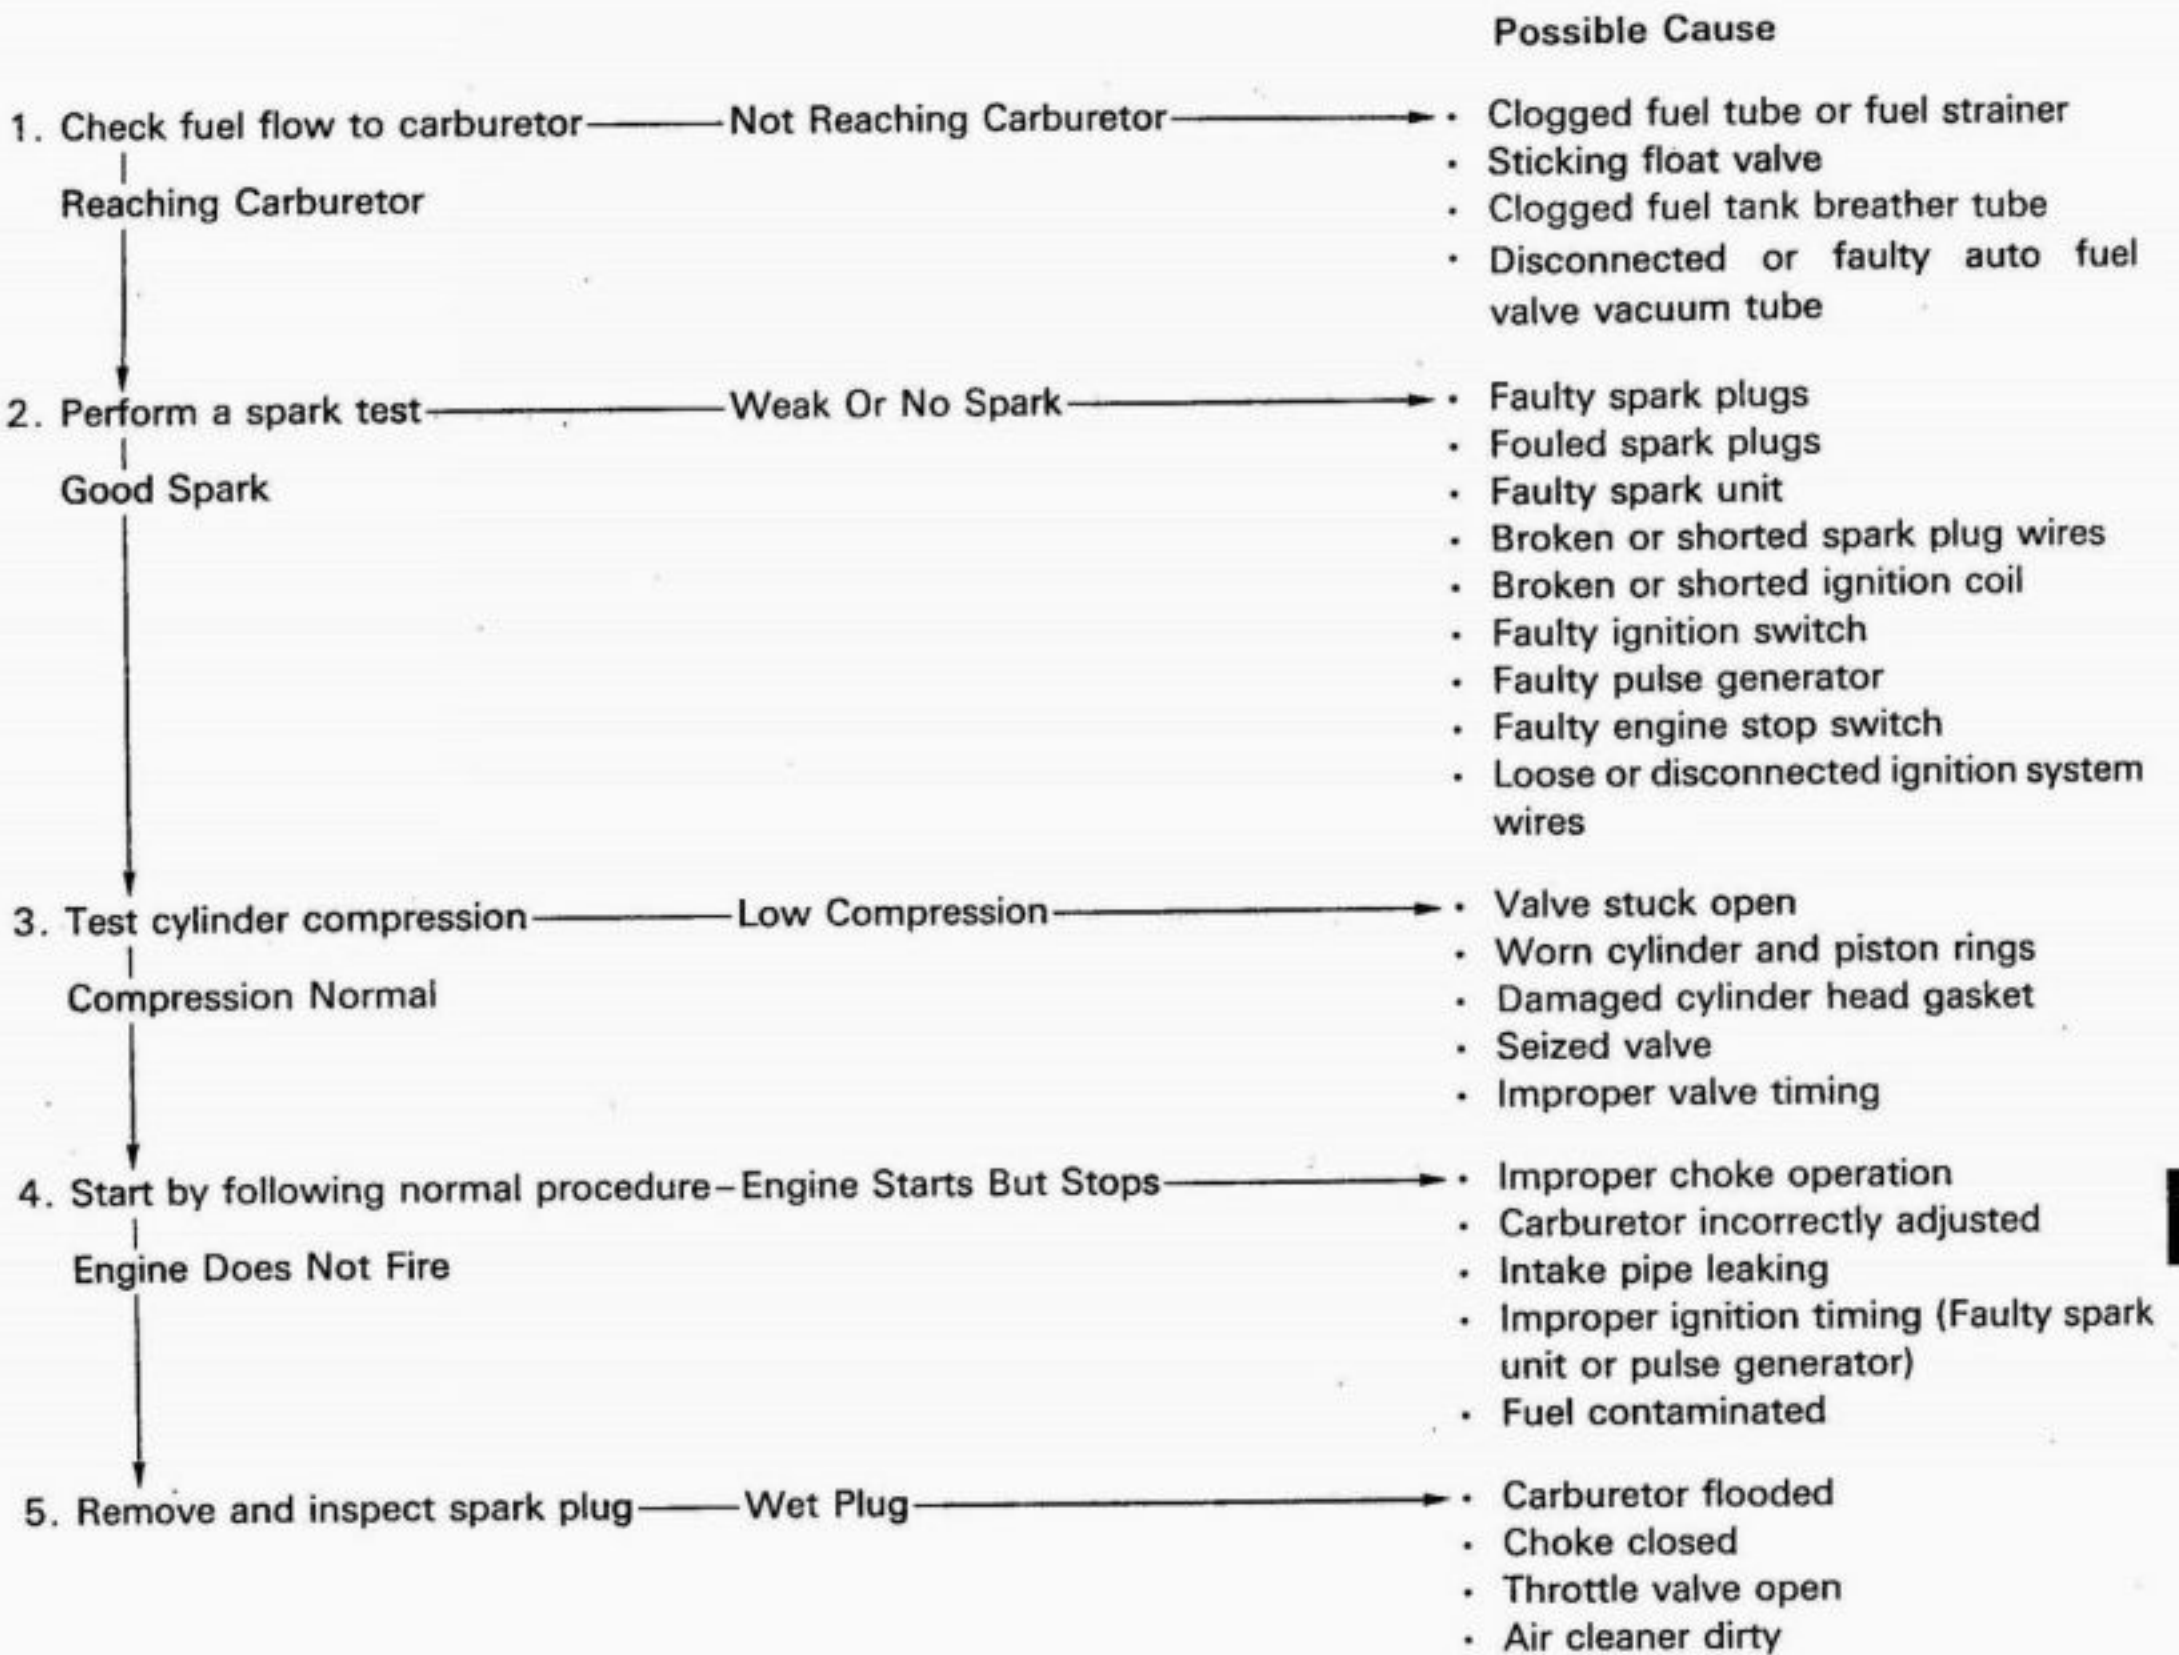 Possible Cause
1. Check fuel flow to carburetor
Not Reaching Carburetor
· Clogged fuel tube or fuel strainer
· Sticking float valve
· Clogged fuel tank breather tube
· Disconnected or faulty auto fuel
valve vacuum tube
Reaching Carburetor
2. Perform a spark test
Weak Or No Spark
· Faulty spark plugs
· Fouled spark plugs
· Faulty spark unit
· Broken or shorted spark plug wires
· Broken or shorted ignition coil
· Faulty ignition switch
· Faulty pulse generator
· Faulty engine stop switch
· Loose or disconnected ignition system
wires
Good Spark
3. Test cylinder compression
Low Compression
· Valve stuck open
· Worn cylinder and piston rings
· Damaged cylinder head gasket
· Seized valve
· Improper valve timing
Compression Normal
4. Start by following normal procedure
Engine Starts But Stops
· Improper choke operation
· Carburetor incorrectly adjusted
· Intake pipe leaking
· Improper ignition timing (Faulty spark
unit or pulse generator)
· Fuel contaminated
Engine Does Not Fire
5. Remove and inspect spark plug
Wet Plug
· Carburetor flooded
· Choke closed
· Throttle valve open
· Air cleaner dirty